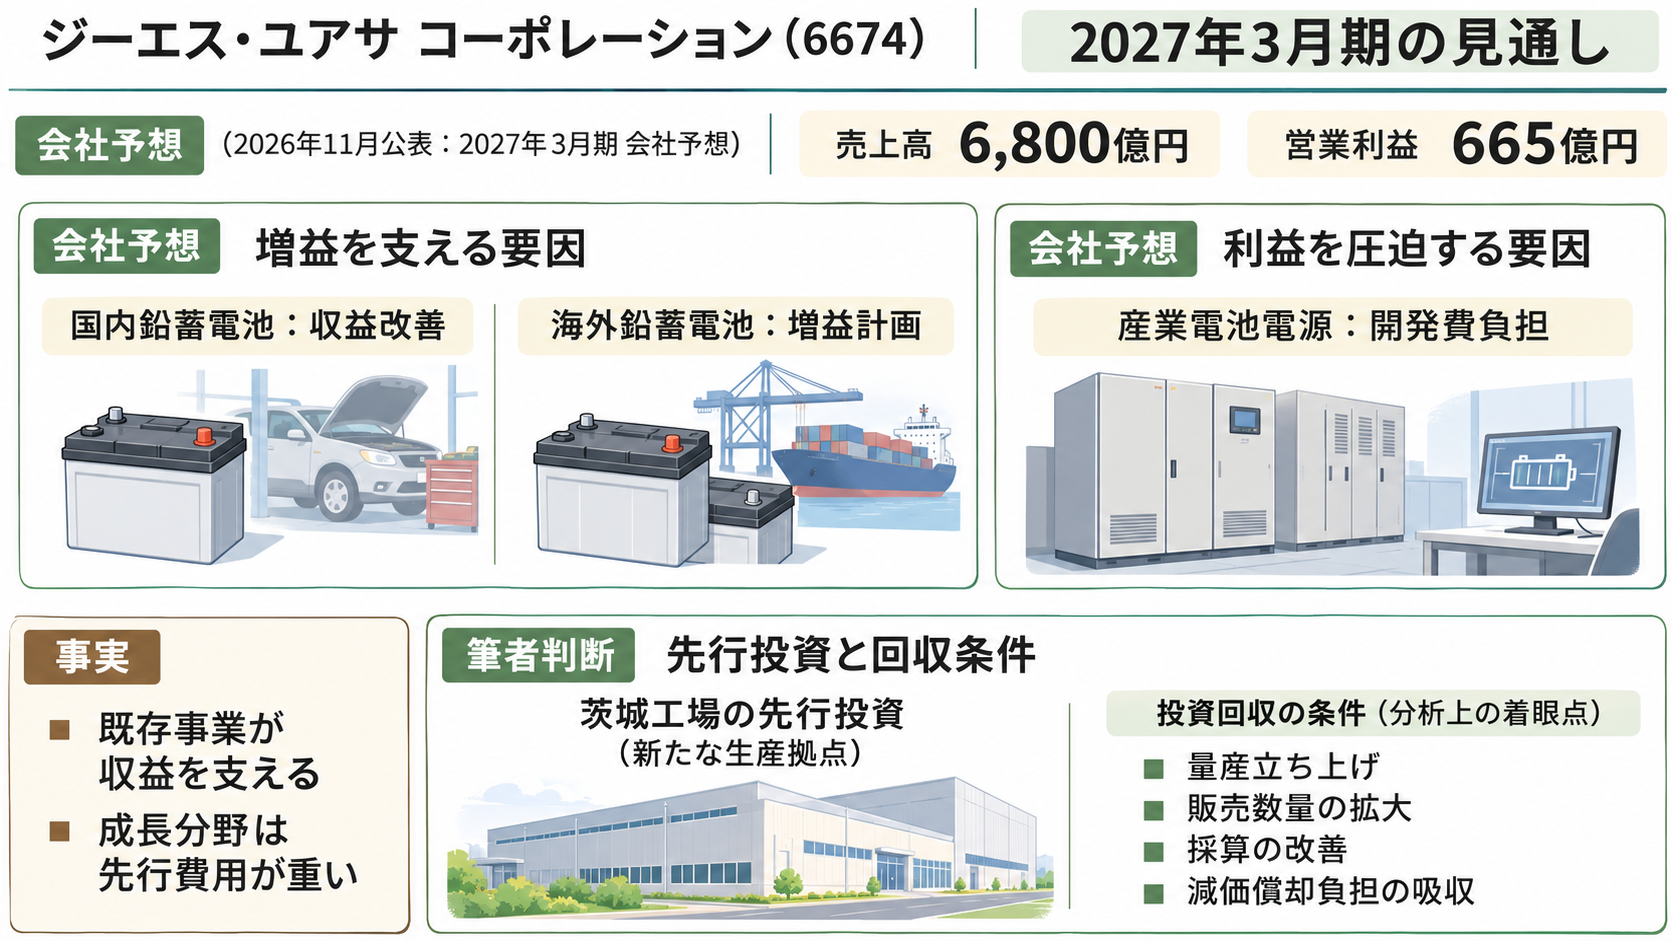 ジーエス・ユアサ コーポレーション（6674）
2027年3月期の見通し
会社予想
（2026年11月公表：2027年3月期 会社予想）
売上高 6,800億円
営業利益 665億円
会社予想 増益を支える要因
国内鉛蓄電池：収益改善
海外鉛蓄電池：増益計画
会社予想 利益を圧迫する要因
産業電池電源：開発費負担
事実
■ 既存事業が
収益を支える
■ 成長分野は
先行費用が重い
筆者判断 先行投資と回収条件
茨城工場の先行投資
（新たな生産拠点）
投資回収の条件（分析上の着眼点）
■ 量産立ち上げ
■ 販売数量の拡大
■ 採算の改善
■ 減価償却負担の吸収